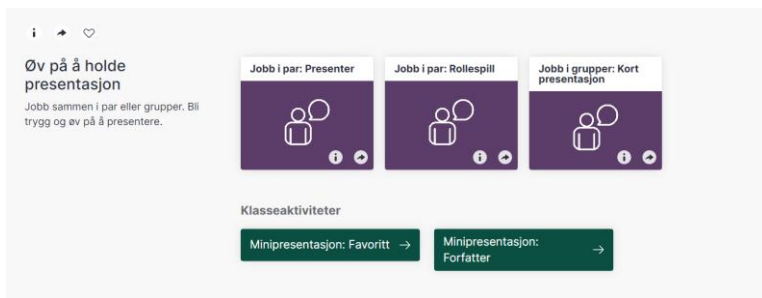 Øv på å holde
presentasjon
Jobb sammen i par eller grupper. Bli
trygg og øv på å presentere.
Jobb i par: Presenter
Jobb i par: Rollespill
Jobb i grupper: Kort
presentasjon
Klasseaktiviteter
Minipresentasjon: Favoritt →
Minipresentasjon:
Forfatter →